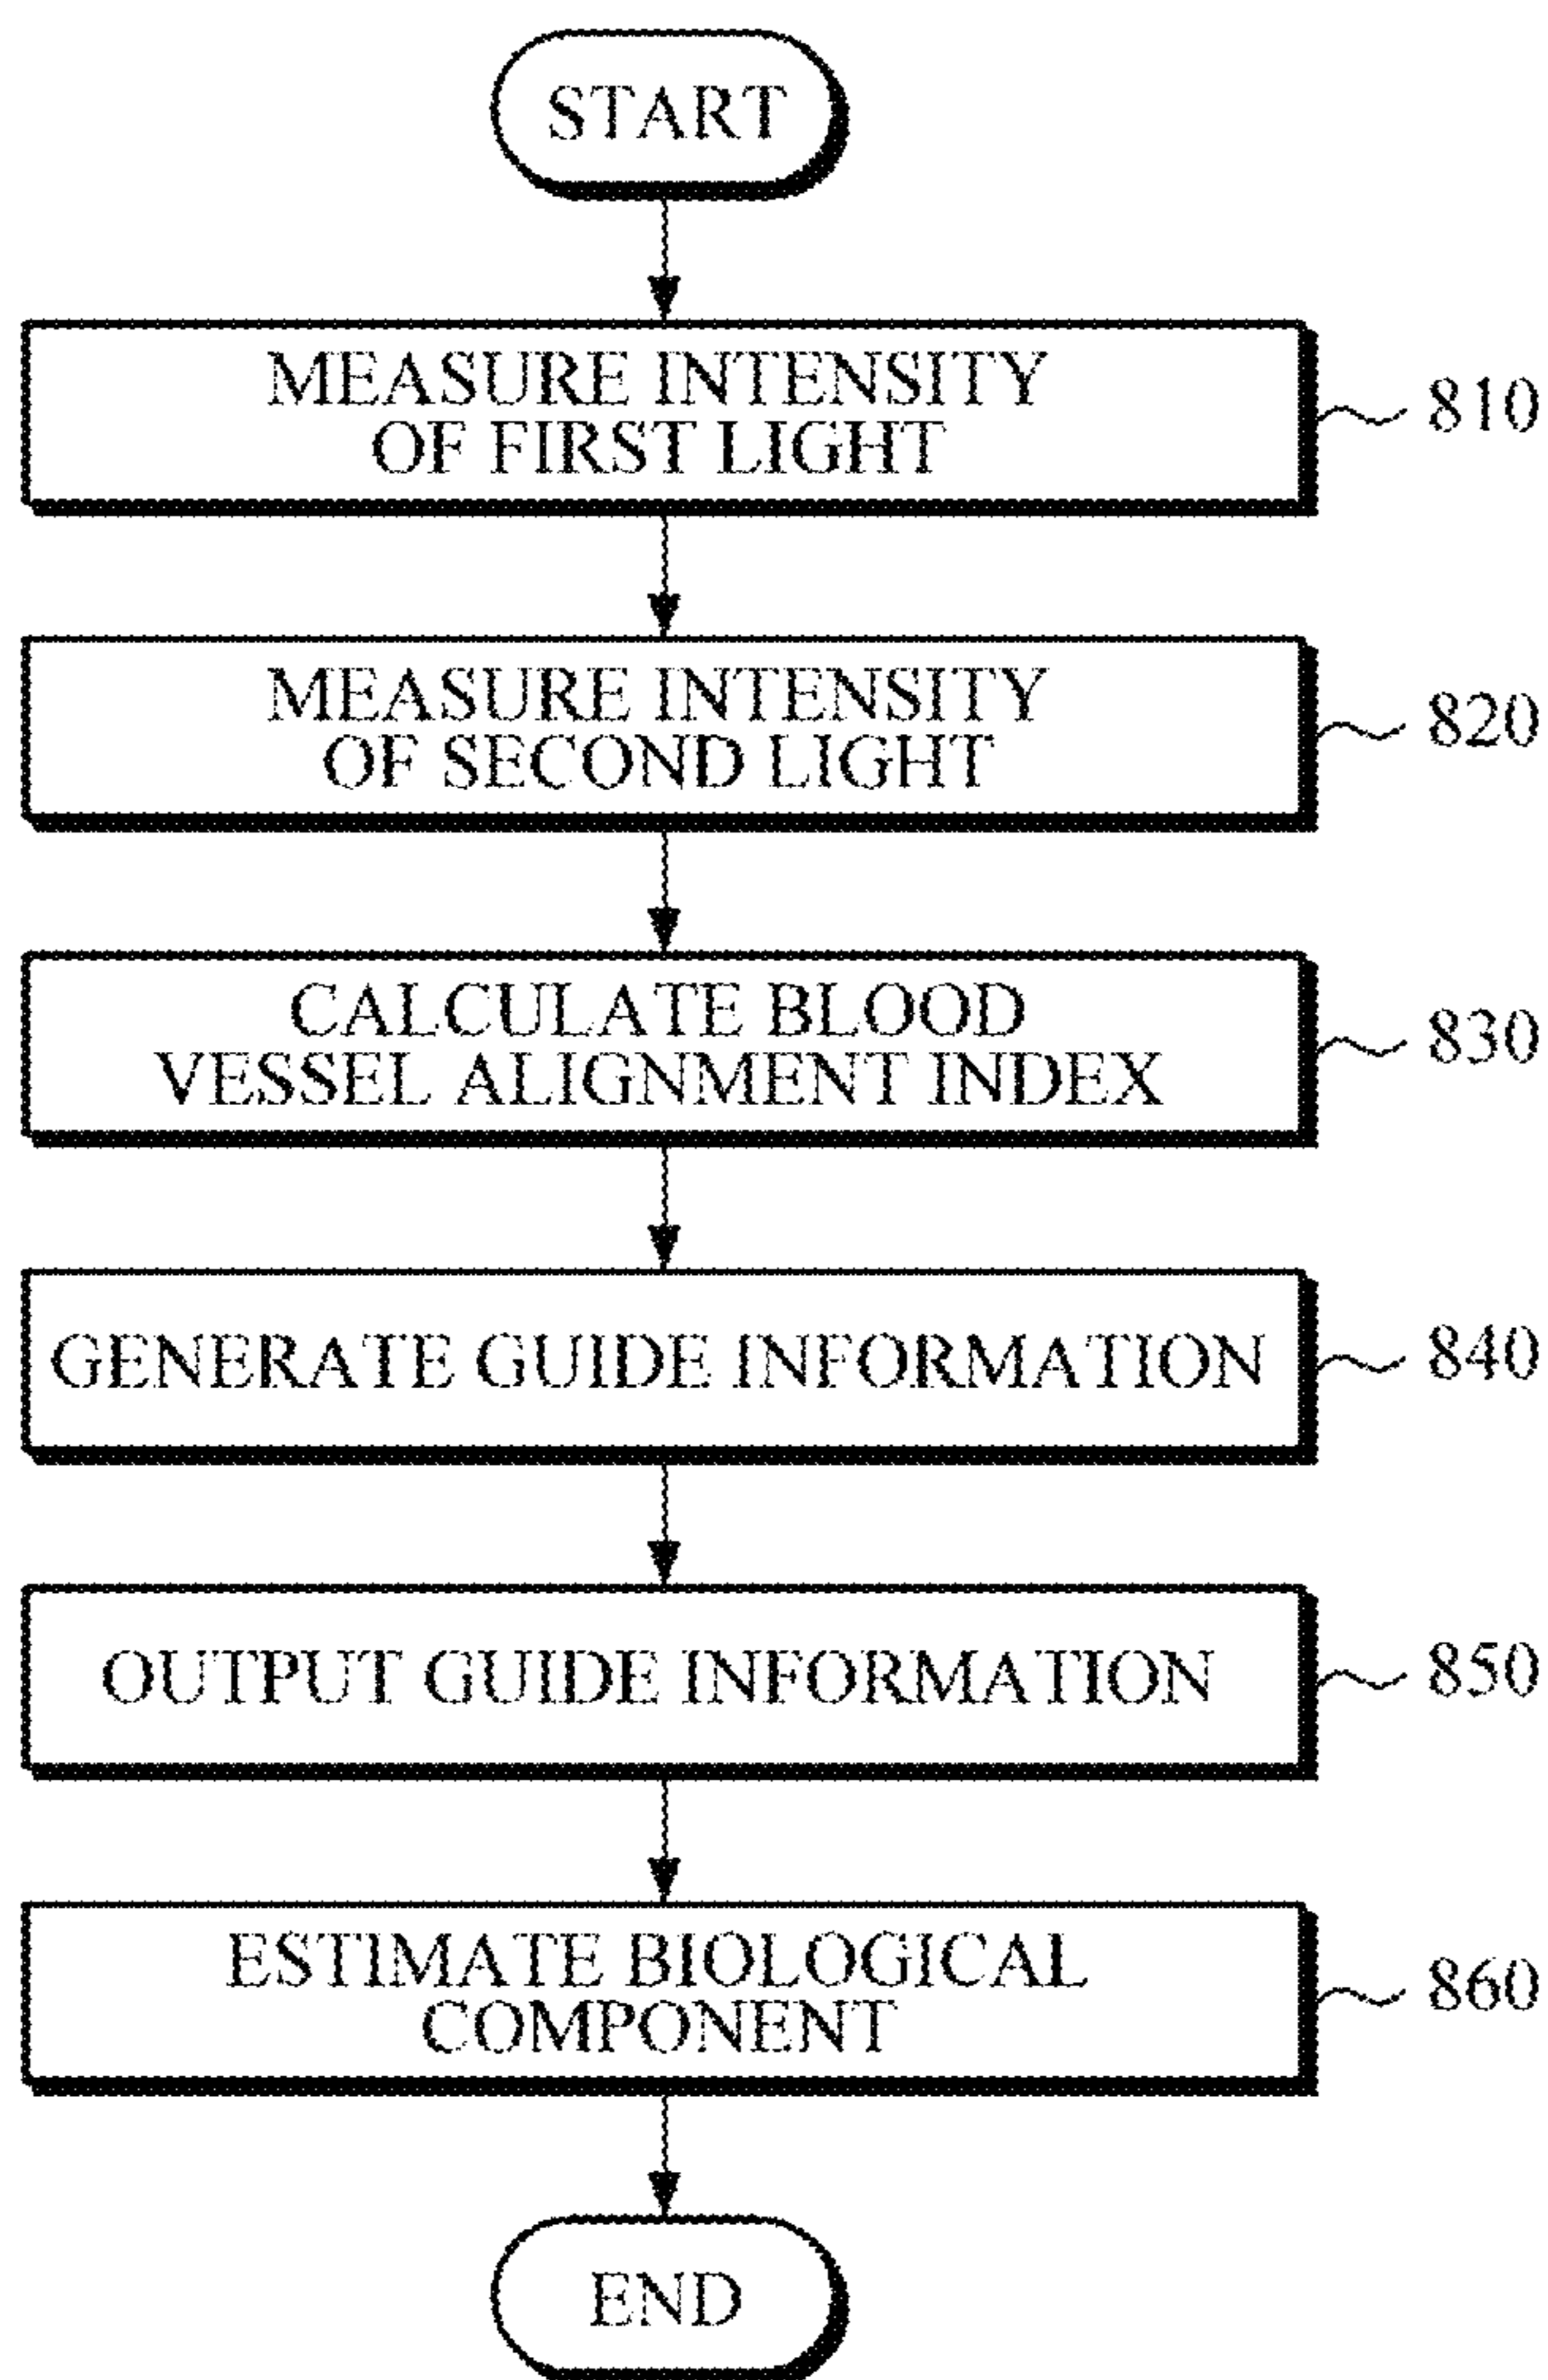 START
MEASURE INTENSITY
OF FIRST LIGHT
810
MEASURE INTENSITY
OF SECOND LIGHT
820
CALCULATE BLOOD
VESSEL ALIGNMENT INDEX
830
GENERATE GUIDE INFORMATION
840
OUTPUT GUIDE INFORMATION
850
ESTIMATE BIOLOGICAL
COMPONENT
860
END